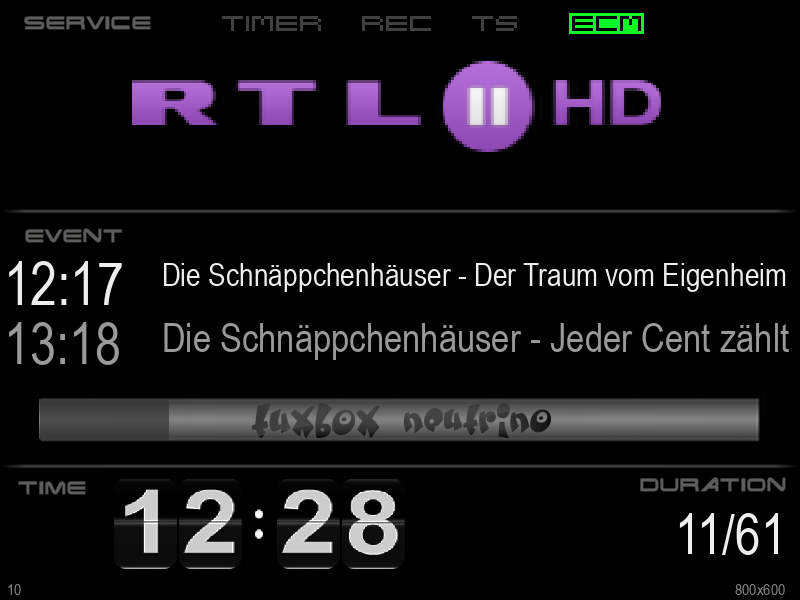 SERVICE TIMER REC TS ECM
RTL II HD
EVENT
12:17 Die Schnäppchenhäuser - Der Traum vom Eigenheim
13:18 Die Schnäppchenhäuser - Jeder Cent zählt
tuxbox neutrino
TIME 12:28 DURATION
11/61
10 800x600